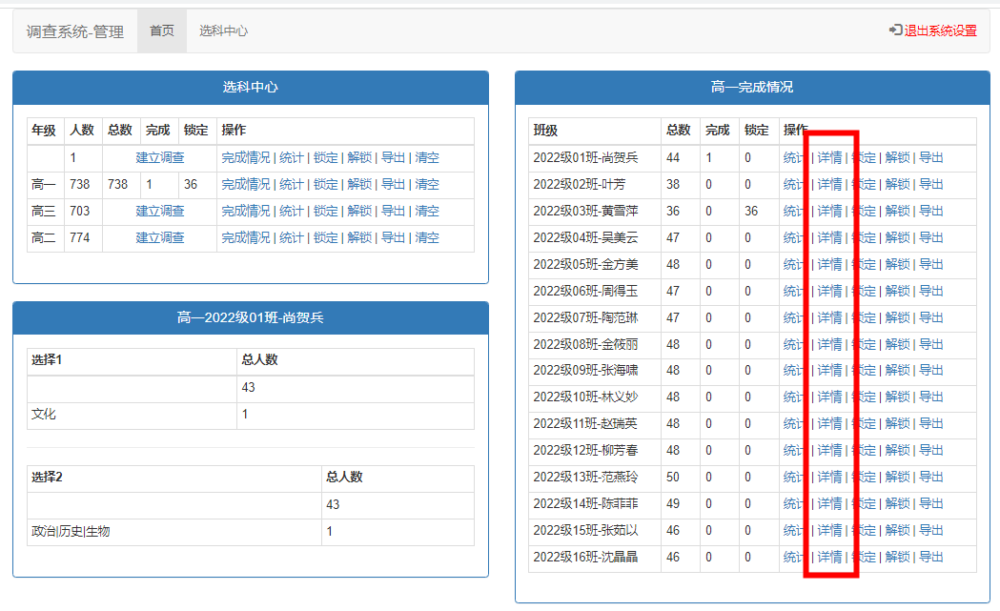 调查系统-管理 首页 选科中心 退出系统设置
选科中心
年级 人数 总数 完成 锁定 操作
1 建立调查 完成情况 | 统计 | 锁定 | 解锁 | 导出 | 清空
高一 738 738 1 36 完成情况 | 统计 | 锁定 | 解锁 | 导出 | 清空
高三 703 建立调查 完成情况 | 统计 | 锁定 | 解锁 | 导出 | 清空
高二 774 建立调查 完成情况 | 统计 | 锁定 | 解锁 | 导出 | 清空
高一2022级01班-尚贺兵
选择1 总人数
43
文化 1
选择2 总人数
43
政治|历史|生物 1
高一完成情况
班级 总数 完成 锁定 操作
2022级01班-尚贺兵 44 1 0 统计 | 详情 | 锁定 | 解锁 | 导出
2022级02班-叶芳 38 0 0 统计 | 详情 | 锁定 | 解锁 | 导出
2022级03班-黄雪萍 36 0 36 统计 | 详情 | 锁定 | 解锁 | 导出
2022级04班-吴美云 47 0 0 统计 | 详情 | 锁定 | 解锁 | 导出
2022级05班-金方美 48 0 0 统计 | 详情 | 锁定 | 解锁 | 导出
2022级06班-周得玉 47 0 0 统计 | 详情 | 锁定 | 解锁 | 导出
2022级07班-陶范琳 47 0 0 统计 | 详情 | 锁定 | 解锁 | 导出
2022级08班-金筱丽 48 0 0 统计 | 详情 | 锁定 | 解锁 | 导出
2022级09班-张海啸 48 0 0 统计 | 详情 | 锁定 | 解锁 | 导出
2022级10班-林义妙 48 0 0 统计 | 详情 | 锁定 | 解锁 | 导出
2022级11班-赵瑞英 48 0 0 统计 | 详情 | 锁定 | 解锁 | 导出
2022级12班-柳芳春 48 0 0 统计 | 详情 | 锁定 | 解锁 | 导出
2022级13班-范燕玲 50 0 0 统计 | 详情 | 锁定 | 解锁 | 导出
2022级14班-陈菲菲 49 0 0 统计 | 详情 | 锁定 | 解锁 | 导出
2022级15班-张茹以 46 0 0 统计 | 详情 | 锁定 | 解锁 | 导出
2022级16班-沈晶晶 46 0 0 统计 | 详情 | 锁定 | 解锁 | 导出